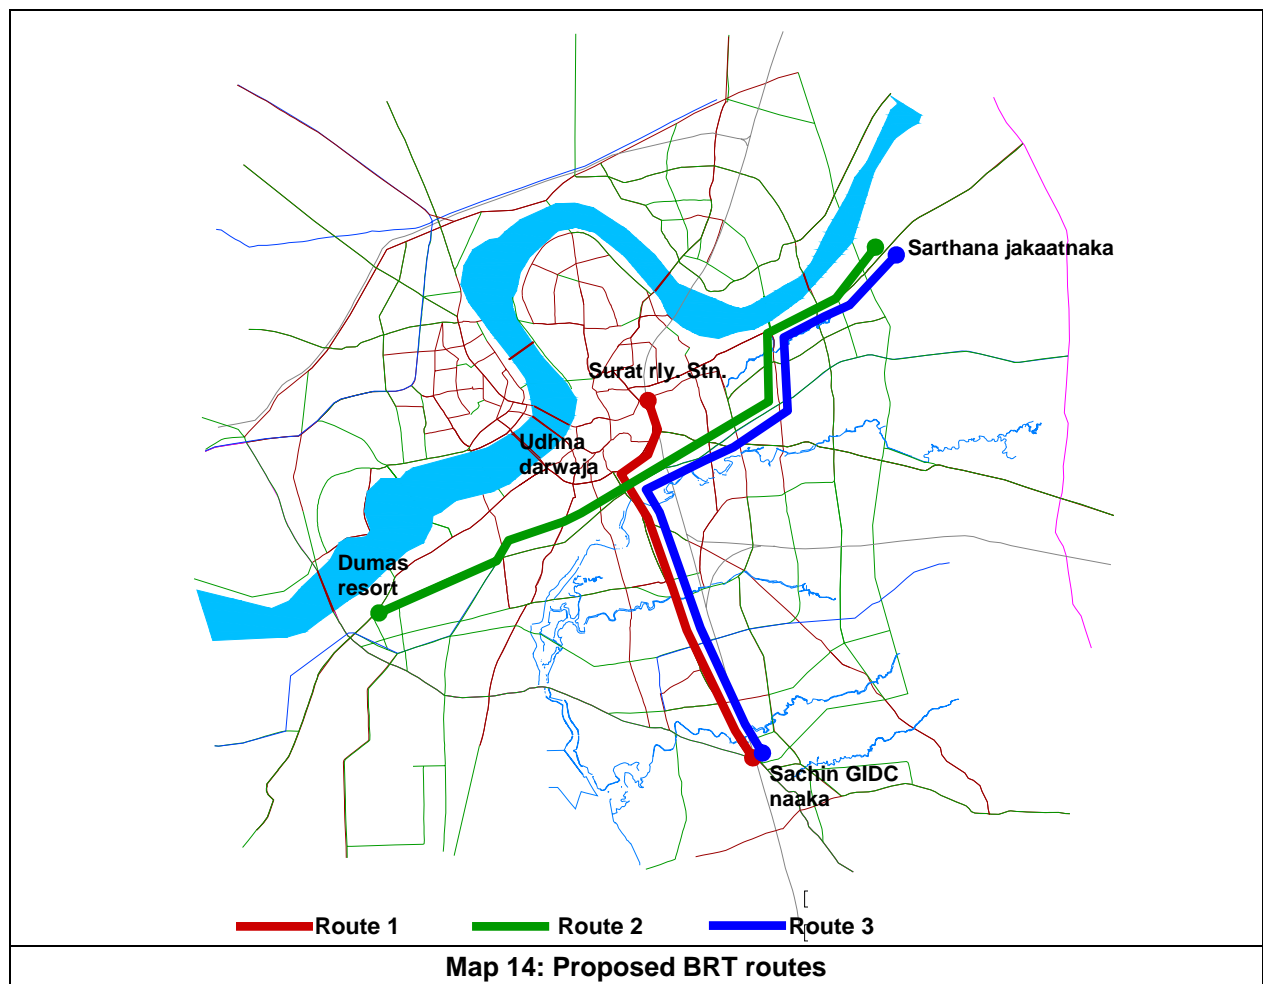 Sarthana jakaatnaka
Surat rly. Stn.
Udhna
darwaja
Dumas
resort
Sachin GIDC
naaka
Route 1
Route 2
Route 3
Map 14: Proposed BRT routes